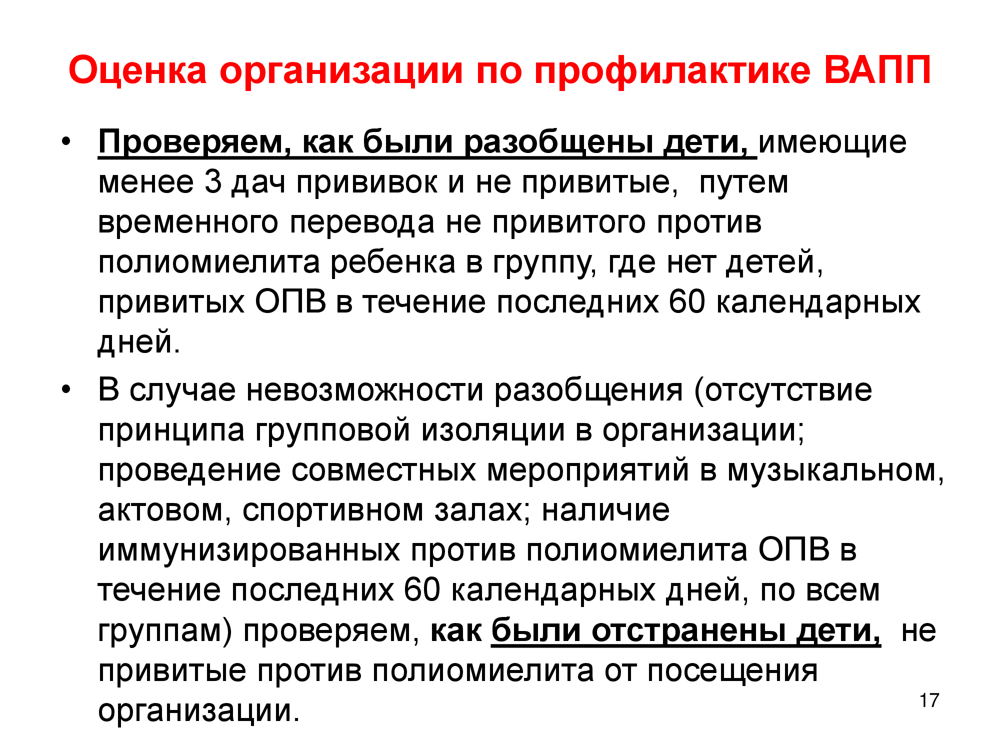 Оценка организации по профилактике ВАПП
• Проверяем, как были разобщены дети, имеющие
менее 3 дач прививок и не привитые, путем
временного перевода не привитого против
полиомиелита ребенка в группу, где нет детей,
привитых ОПВ в течение последних 60 календарных
дней.
• В случае невозможности разобщения (отсутствие
принципа групповой изоляции в организации;
проведение совместных мероприятий в музыкальном,
актовом, спортивном залах; наличие
иммунизированных против полиомиелита ОПВ в
течение последних 60 календарных дней, по всем
группам) проверяем, как были отстранены дети, не
привитые против полиомиелита от посещения
организации.
17